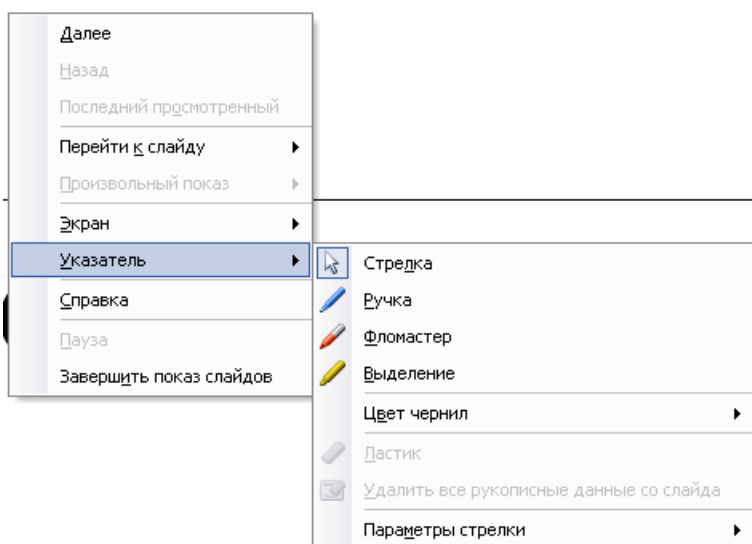 Далее
Назад
Последний просмотренный
Перейти к слайду
Произвольный показ
Экран
Указатель
Справка
Пауза
Завершить показ слайдов
Стрелка
Ручка
Фломастер
Выделение
Цвет чернил
Ластик
Удалить все рукописные данные со слайда
Параметры стрелки